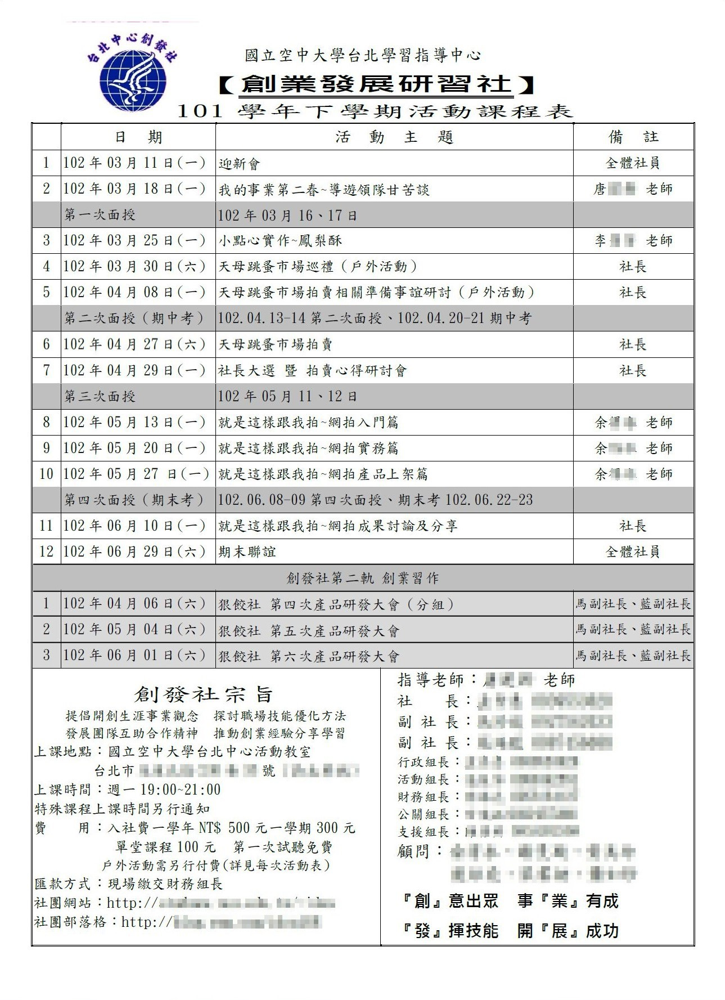 台北中心創發社
國立空中大學台北學習指導中心
【創業發展研習社】
101 學年下學期活動課程表
日 期 活 動 主 題 備 註
1 102 年 03 月 11 日(一) 迎新會 全體社員
2 102 年 03 月 18 日(一) 我的事業第二春~導遊領隊甘苦談 唐 老師
第一次面授 102 年 03 月 16、17 日
3 102 年 03 月 25 日(一) 小點心實作~鳳梨酥 李 老師
4 102 年 03 月 30 日(六) 天母跳蚤市場巡禮（戶外活動） 社長
5 102 年 04 月 08 日(一) 天母跳蚤市場拍賣相關準備事誼研討（戶外活動） 社長
第二次面授（期中考） 102.04.13-14 第二次面授、102.04.20-21 期中考
6 102 年 04 月 27 日(六) 天母跳蚤市場拍賣 社長
7 102 年 04 月 29 日(一) 社長大選 暨 拍賣心得研討會 社長
第三次面授 102 年 05 月 11、12 日
8 102 年 05 月 13 日(一) 就是這樣跟我拍~網拍入門篇 余 老師
9 102 年 05 月 20 日(一) 就是這樣跟我拍~網拍實務篇 余 老師
10 102 年 05 月 27 日(一) 就是這樣跟我拍~網拍產品上架篇 余 老師
第四次面授（期末考） 102.06.08-09 第四次面授、期末考 102.06.22-23
11 102 年 06 月 10 日(一) 就是這樣跟我拍~網拍成果討論及分享 社長
12 102 年 06 月 29 日(六) 期末聯誼 全體社員
創發社第二軌 創業習作
1 102 年 04 月 06 日(六) 狠餃社 第四次產品研發大會（分組） 馬副社長、藍副社長
2 102 年 05 月 04 日(六) 狠餃社 第五次產品研發大會 馬副社長、藍副社長
3 102 年 06 月 01 日(六) 狠餃社 第六次產品研發大會 馬副社長、藍副社長
創發社宗旨
提倡開創生涯事業觀念 探討職場技能優化方法
發展團隊互助合作精神 推動創業經驗分享學習
上課地點：國立空中大學台北中心活動教室
台北市 號
上課時間：週一 19:00~21:00
特殊課程上課時間另行通知
費 用：入社費一學年 NT$ 500 元一學期 300 元
單堂課程 100 元 第一次試聽免費
戶外活動需另行付費(詳見每次活動表)
匯款方式：現場繳交財務組長
社團網站：http://
社團部落格：http://
指導老師： 老師
社 長：
副 社 長：
副 社 長：
行政組長：
活動組長：
財務組長：
公關組長：
支援組長：
顧問：
『創』意出眾 事『業』有成
『發』揮技能 開『展』成功